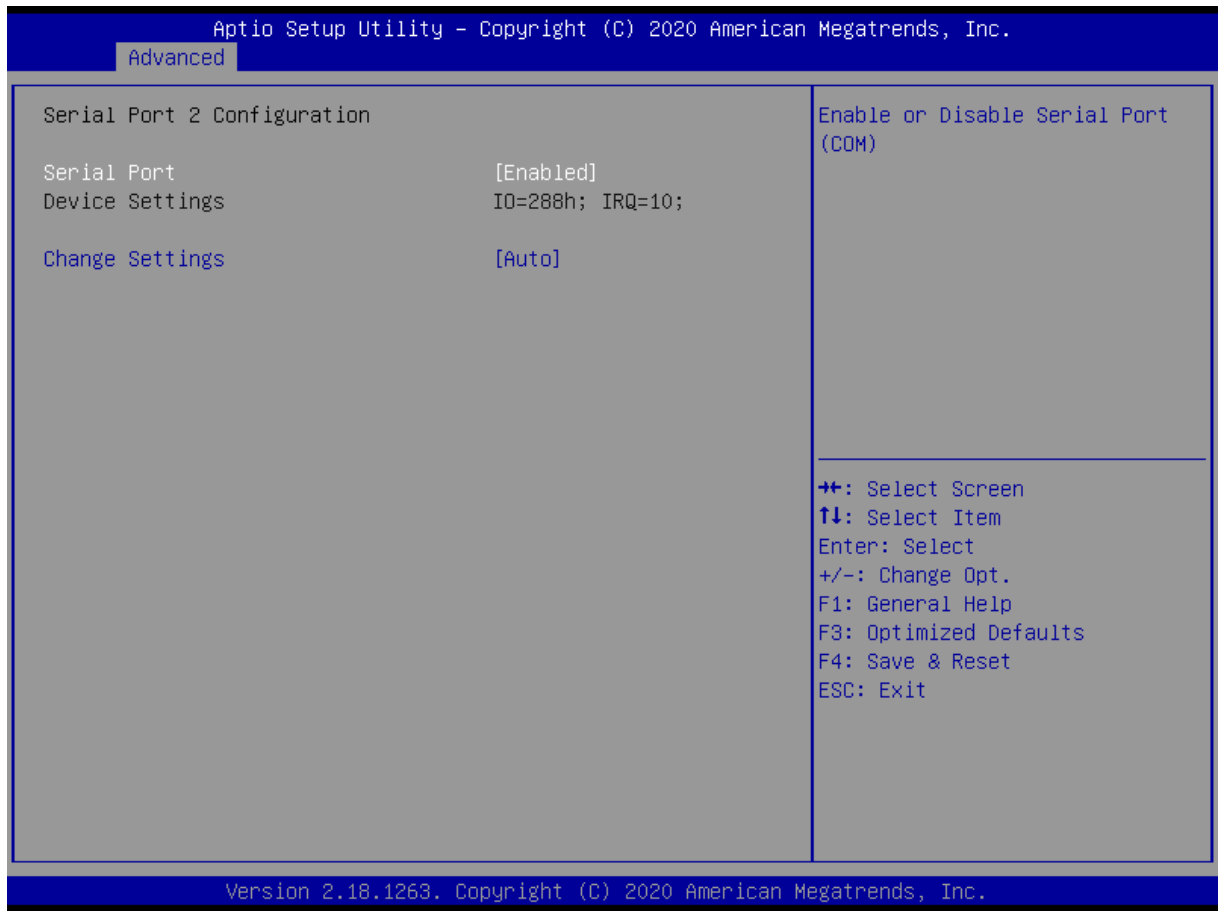 Aptio Setup Utility – Copyright (C) 2020 American Megatrends, Inc.
Advanced
Serial Port 2 Configuration
Serial Port [Enabled]
Device Settings IO=288h; IRQ=10;
Change Settings [Auto]
Enable or Disable Serial Port
(COM)
→←: Select Screen
↑↓: Select Item
Enter: Select
+/-: Change Opt.
F1: General Help
F3: Optimized Defaults
F4: Save & Reset
ESC: Exit
Version 2.18.1263. Copyright (C) 2020 American Megatrends, Inc.